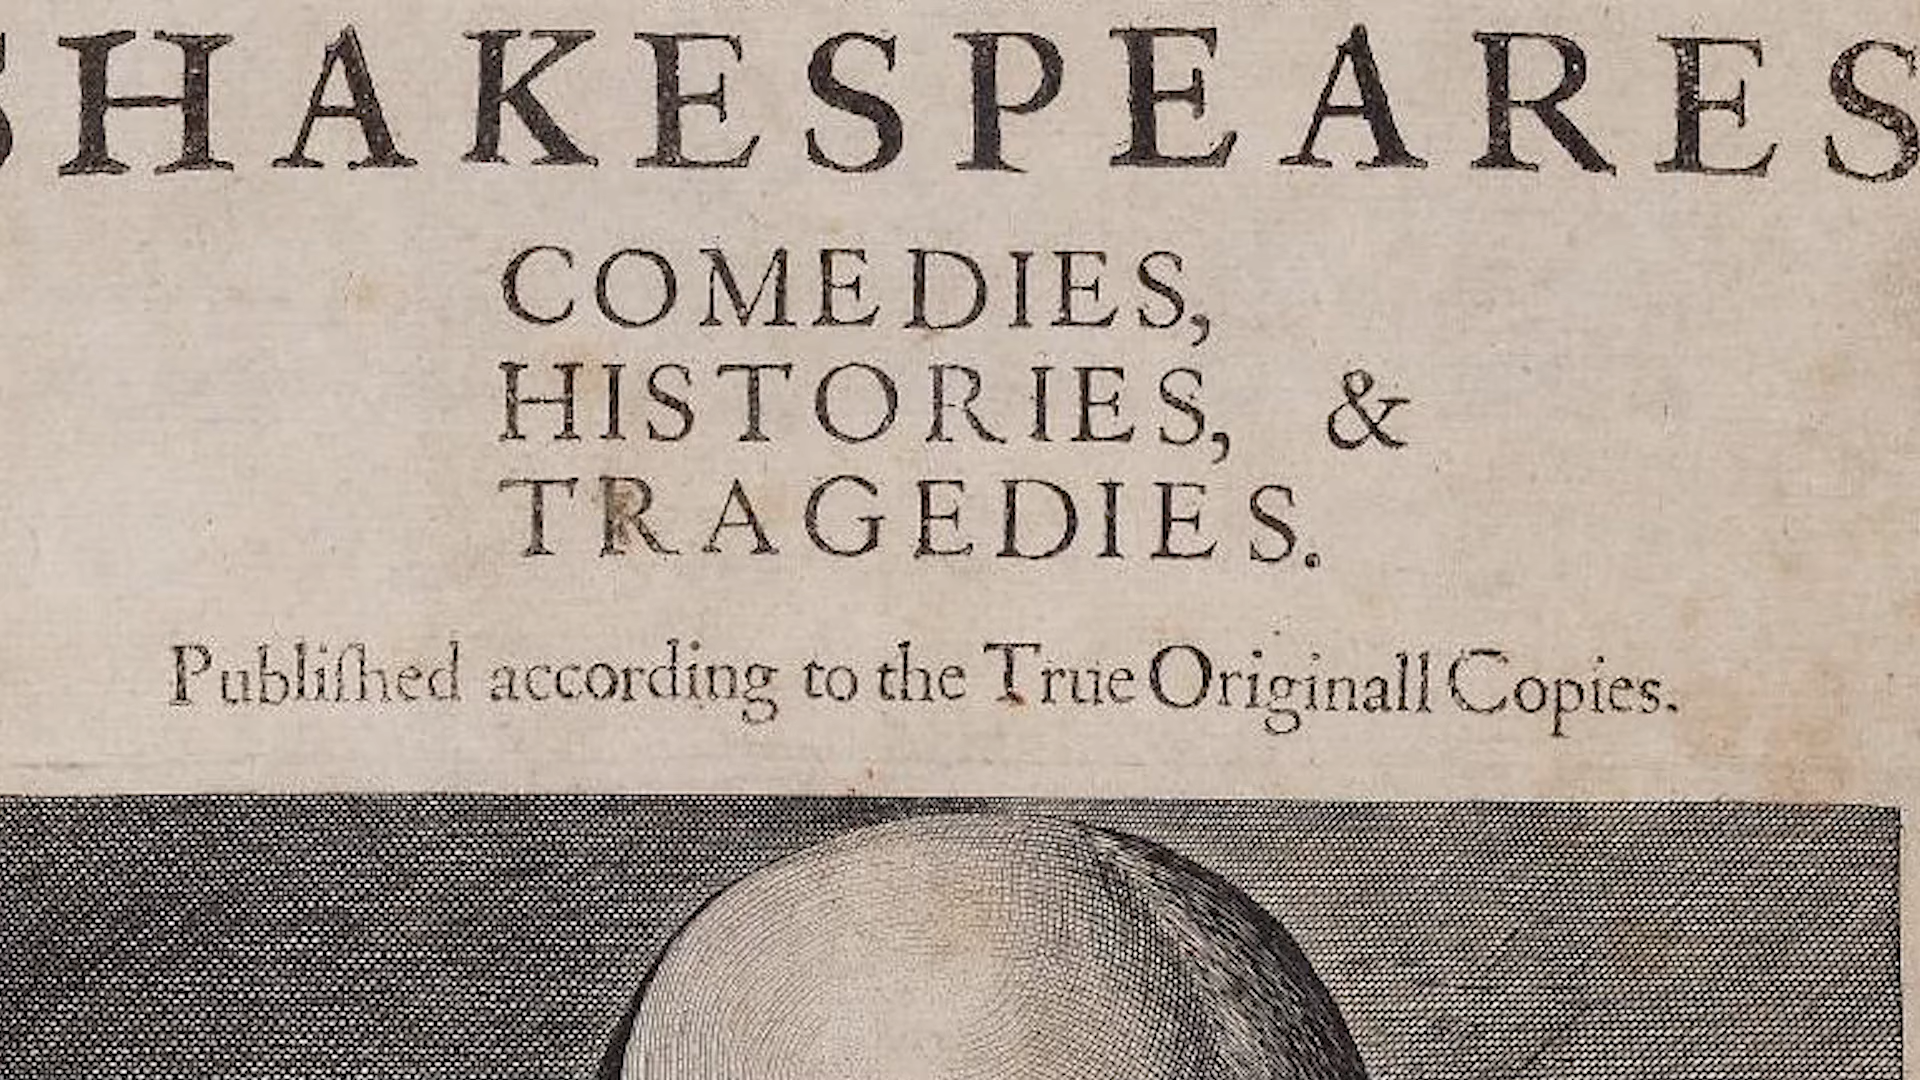 SHAKESPEARES
COMEDIES,
HISTORIES, &
TRAGEDIES.
Publiſhed according to the True Originall Copies.